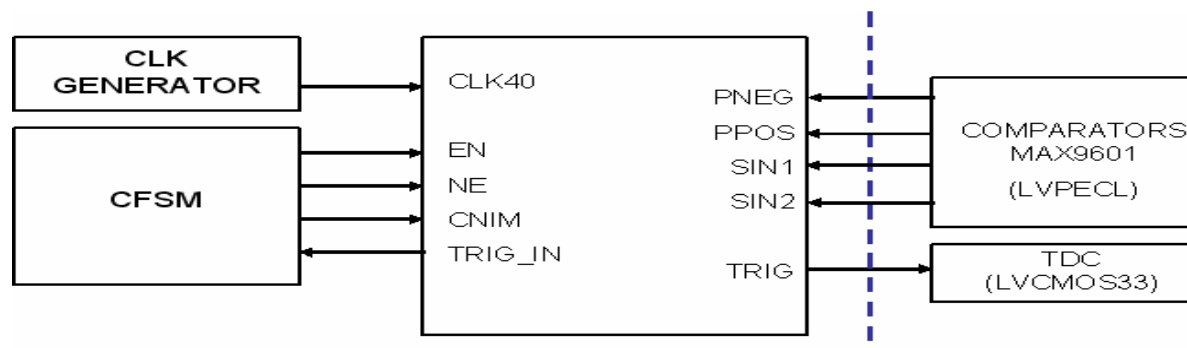 CLK
GENERATOR
CFSM
CLK40
EN
NE
CNIM
TRIG_IN
PNEG
PPOS
SIN1
SIN2
TRIG
COMPARATORS
MAX9601
(LVPECL)
TDC
(LVCMOS33)